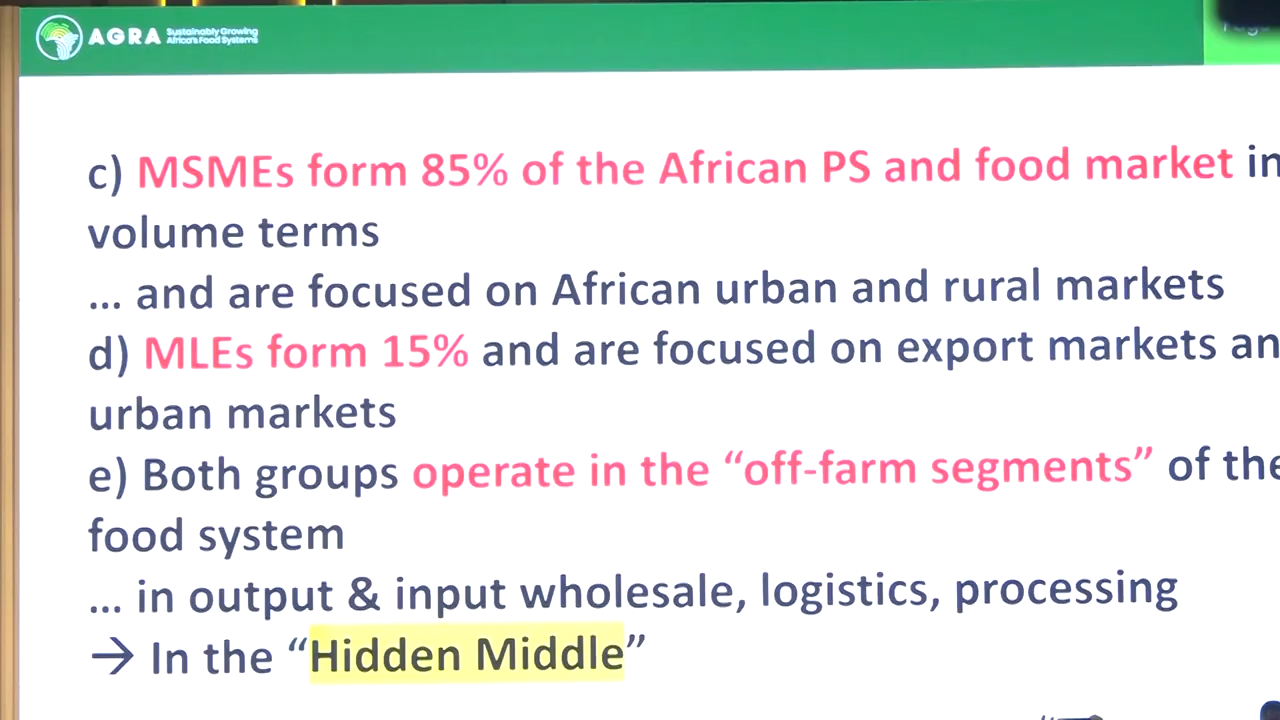 AGRA Sustainably Growing
Africa's Food Systems
c) MSMEs form 85% of the African PS and food market in
volume terms
... and are focused on African urban and rural markets
d) MLEs form 15% and are focused on export markets an
urban markets
e) Both groups operate in the “off-farm segments” of the
food system
... in output & input wholesale, logistics, processing
→ In the “Hidden Middle”